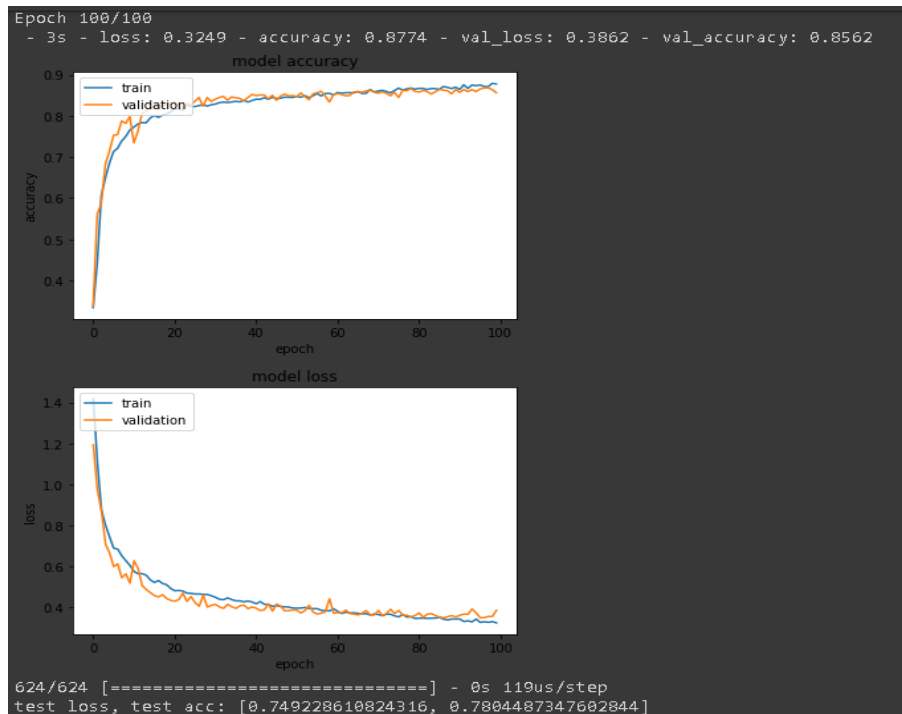 Epoch 100/100
- 3s - loss: 0.3249 - accuracy: 0.8774 - val_loss: 0.3862 - val_accuracy: 0.8562
model accuracy
train
validation
0.9
0.8
0.7
0.6
0.5
0.4
accuracy
0 20 40 60 80 100
epoch
model loss
train
validation
1.4
1.2
1.0
0.8
0.6
0.4
loss
0 20 40 60 80 100
epoch
624/624 [==============================] - 0s 119us/step
test loss, test acc: [0.749228610824316, 0.7804487347602844]